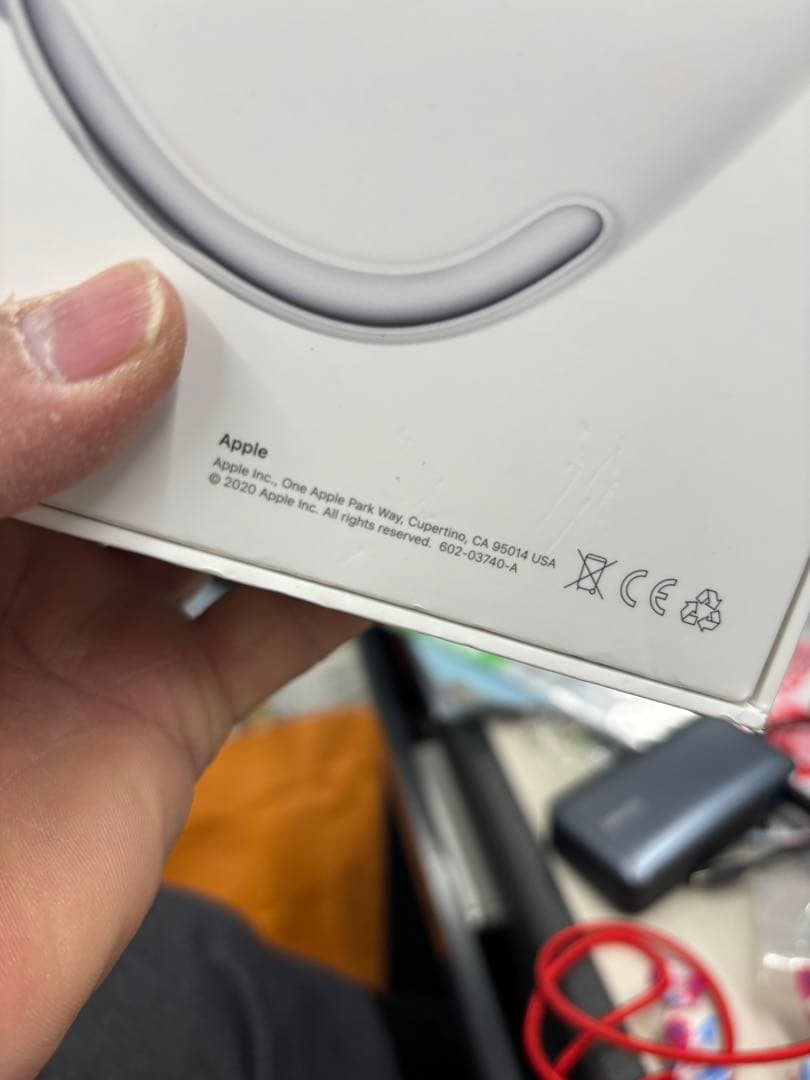 Apple
Apple Inc., One Apple Park Way, Cupertino, CA 95014 USA
© 2020 Apple Inc. All rights reserved. 602-03740-A
CE